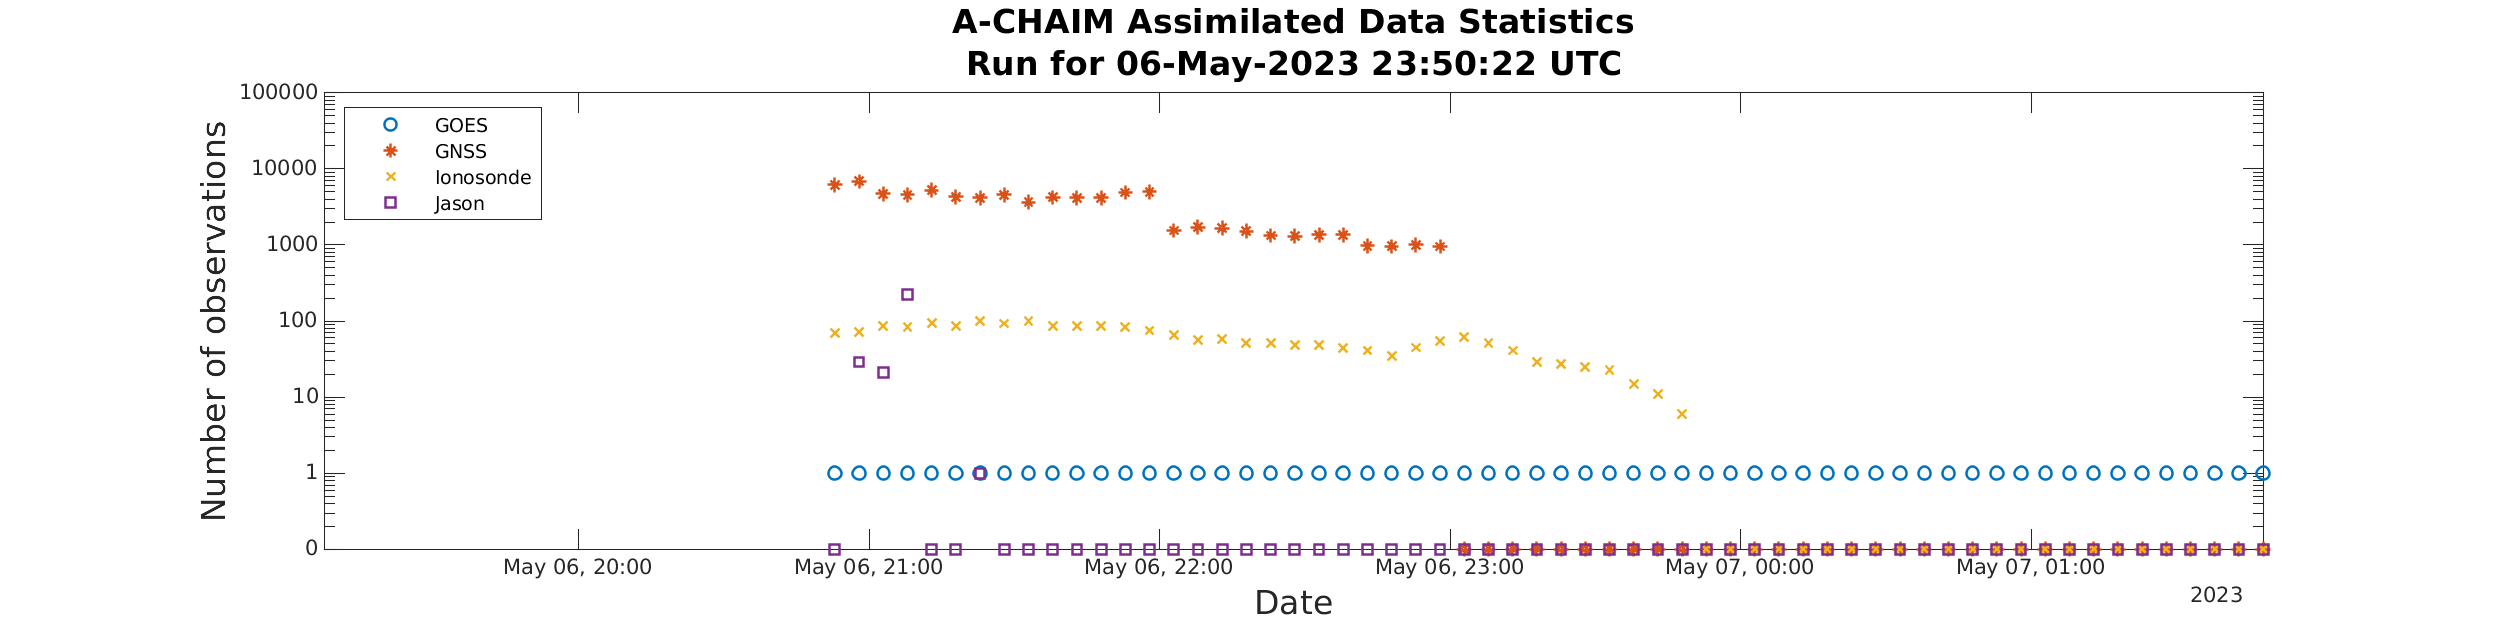 A-CHAIM Assimilated Data Statistics
Run for 06-May-2023 23:50:22 UTC
Number of observations
100000
10000
1000
100
10
1
0
GOES
GNSS
Ionosonde
Jason
May 06, 20:00
May 06, 21:00
May 06, 22:00
May 06, 23:00
May 07, 00:00
May 07, 01:00
2023
Date